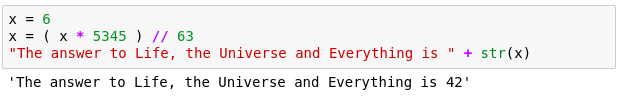 x = 6
x = ( x * 5345 ) // 63
"The answer to Life, the Universe and Everything is " + str(x)
'The answer to Life, the Universe and Everything is 42'